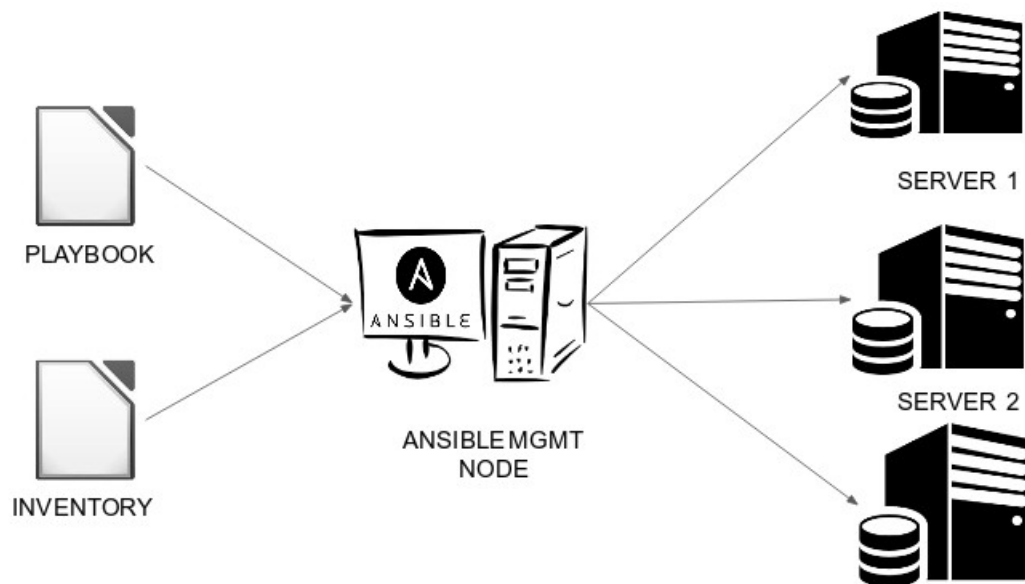 PLAYBOOK
INVENTORY
ANSIBLE
ANSIBLE MGMT
NODE
SERVER 1
SERVER 2